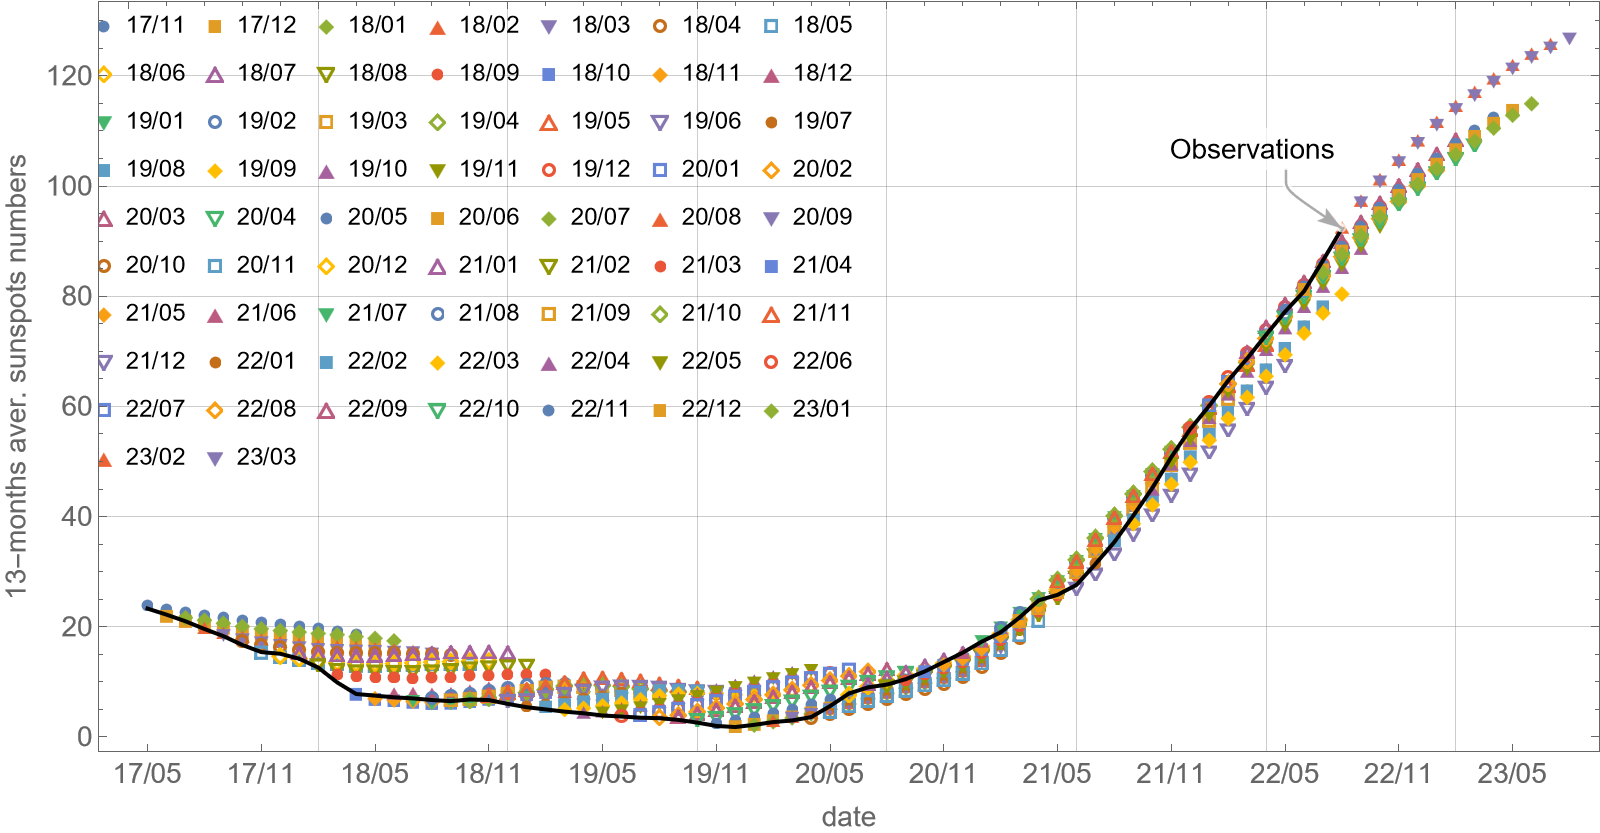 17/11 17/12 18/01 18/02 18/03 18/04 18/05
18/06 18/07 18/08 18/09 18/10 18/11 18/12
19/01 19/02 19/03 19/04 19/05 19/06 19/07
19/08 19/09 19/10 19/11 19/12 20/01 20/02
20/03 20/04 20/05 20/06 20/07 20/08 20/09
20/10 20/11 20/12 21/01 21/02 21/03 21/04
21/05 21/06 21/07 21/08 21/09 21/10 21/11
21/12 22/01 22/02 22/03 22/04 22/05 22/06
22/07 22/08 22/09 22/10 22/11 22/12 23/01
23/02 23/03
Observations
13–months aver. sunspots numbers
120
100
80
60
40
20
0
17/05 17/11 18/05 18/11 19/05 19/11 20/05 20/11 21/05 21/11 22/05 22/11 23/05
date